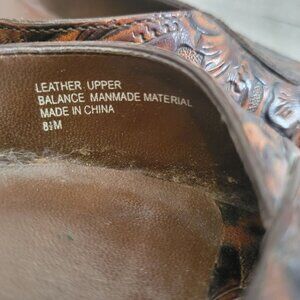 LEATHER UPPER
BALANCE MANMADE MATERIAL
MADE IN CHINA
8½M